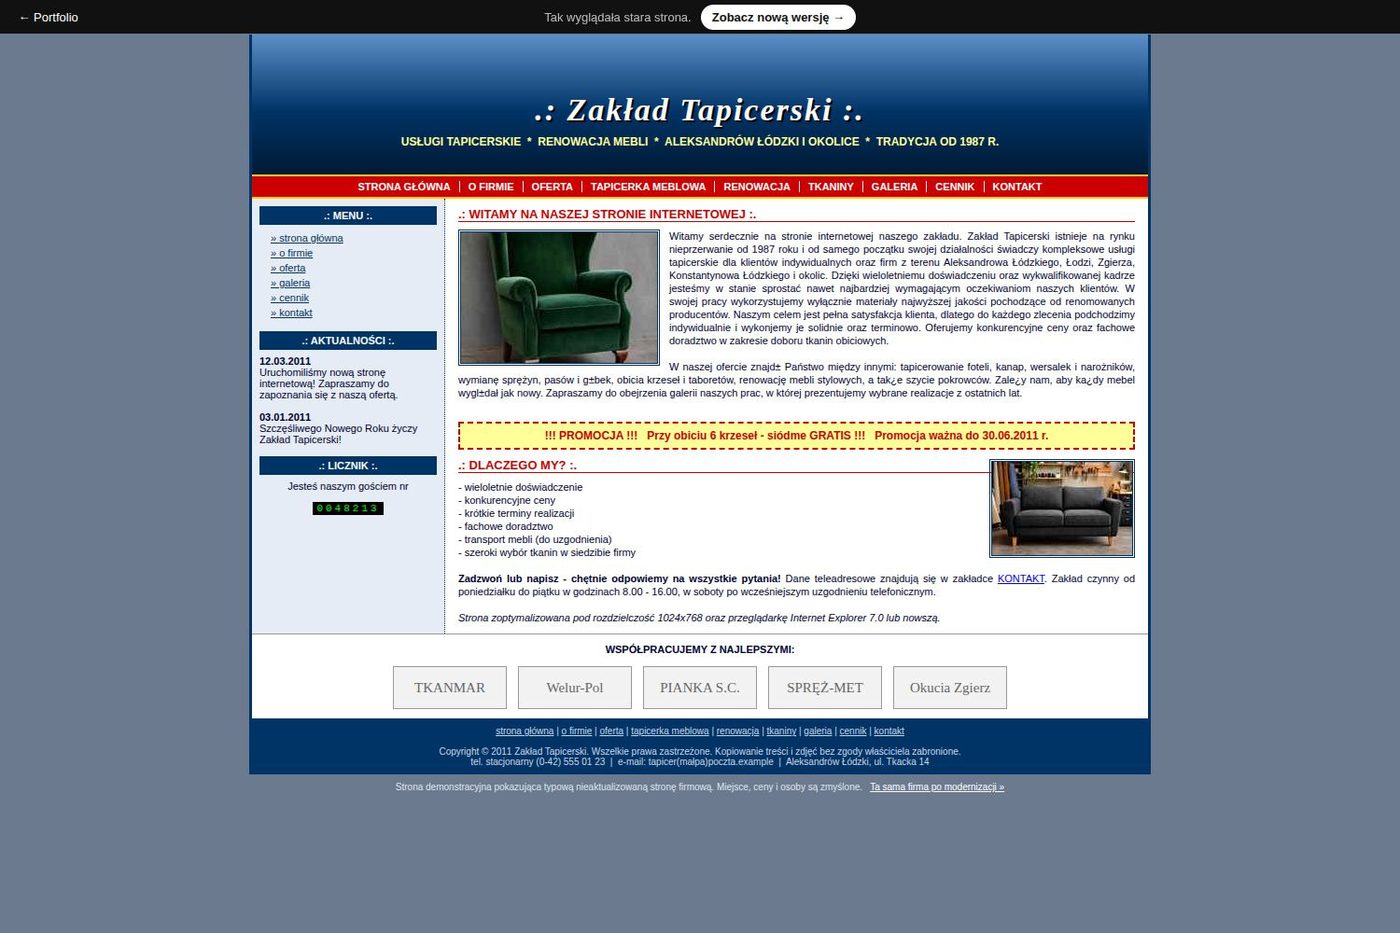 ← Portfolio
Tak wyglądała stara strona. Zobacz nową wersję →
.: Zakład Tapicerski :.
USŁUGI TAPICERSKIE * RENOWACJA MEBLI * ALEKSANDRÓW ŁÓDZKI I OKOLICE * TRADYCJA OD 1987 R.
STRONA GŁÓWNA | O FIRMIE | OFERTA | TAPICERKA MEBLOWA | RENOWACJA | TKANINY | GALERIA | CENNIK | KONTAKT
.: MENU :.
» strona główna
» o firmie
» oferta
» galeria
» cennik
» kontakt
.: AKTUALNOŚCI :.
12.03.2011
Uruchomiliśmy nową stronę
internetową! Zapraszamy do
zapoznania się z naszą ofertą.
03.01.2011
Szczęśliwego Nowego Roku życzy
Zakład Tapicerski!
.: LICZNIK :.
Jesteś naszym gościem nr
0048213
.: WITAMY NA NASZEJ STRONIE INTERNETOWEJ :.
Witamy serdecznie na stronie internetowej naszego zakładu. Zakład Tapicerski istnieje na rynku
nieprzerwanie od 1987 roku i od samego początku swojej działalności świadczy kompleksowe usługi
tapicerskie dla klientów indywidualnych oraz firm z terenu Aleksandrowa Łódzkiego, Łodzi, Zgierza,
Konstantynowa Łódzkiego i okolic. Dzięki wieloletniemu doświadczeniu oraz wykwalifikowanej kadrze
jesteśmy w stanie sprostać nawet najbardziej wymagającym oczekiwaniom naszych klientów. W
swojej pracy wykorzystujemy wyłącznie materiały najwyższej jakości pochodzące od renomowanych
producentów. Naszym celem jest pełna satysfakcja klienta, dlatego do każdego zlecenia podchodzimy
indywidualnie i wykonjemy je solidnie oraz terminowo. Oferujemy konkurencyjne ceny oraz fachowe
doradztwo w zakresie doboru tkanin obiciowych.
W naszej ofercie znajd± Państwo między innymi: tapicerowanie foteli, kanap, wersalek i narożników,
wymianę sprężyn, pasów i g±bek, obicia krzeseł i taboretów, renowację mebli stylowych, a tak¿e szycie pokrowców. Zale¿y nam, aby ka¿dy mebel
wygl±dał jak nowy. Zapraszamy do obejrzenia galerii naszych prac, w której prezentujemy wybrane realizacje z ostatnich lat.
!!! PROMOCJA !!! Przy obiciu 6 krzeseł - siódme GRATIS !!! Promocja ważna do 30.06.2011 r.
.: DLACZEGO MY? :.
- wieloletnie doświadczenie
- konkurencyjne ceny
- krótkie terminy realizacji
- fachowe doradztwo
- transport mebli (do uzgodnienia)
- szeroki wybór tkanin w siedzibie firmy
Zadzwoń lub napisz - chętnie odpowiemy na wszystkie pytania! Dane teleadresowe znajdują się w zakładce KONTAKT. Zakład czynny od
poniedziałku do piątku w godzinach 8.00 - 16.00, w soboty po wcześniejszym uzgodnieniu telefonicznym.
Strona zoptymalizowana pod rozdzielczość 1024x768 oraz przeglądarkę Internet Explorer 7.0 lub nowszą.
WSPÓŁPRACUJEMY Z NAJLEPSZYMI:
TANMAR Welur-Pol PIANKA S.C. SPRĘŻ-MET Okucia Zgierz
strona główna | o firmie | oferta | tapicerka meblowa | renowacja | tkaniny | galeria | cennik | kontakt
Copyright © 2011 Zakład Tapicerski. Wszelkie prawa zastrzeżone. Kopiowanie treści i zdjęć bez zgody właściciela zabronione.
tel. stacjonarny (0-42) 555 01 23 | e-mail: tapicer(małpa)poczta.example | Aleksandrów Łódzki, ul. Tkacka 14
Strona demonstracyjna pokazująca typową nieaktualizowaną stronę firmową. Miejsce, ceny i osoby są zmyślone. Ta sama firma po modernizacji »